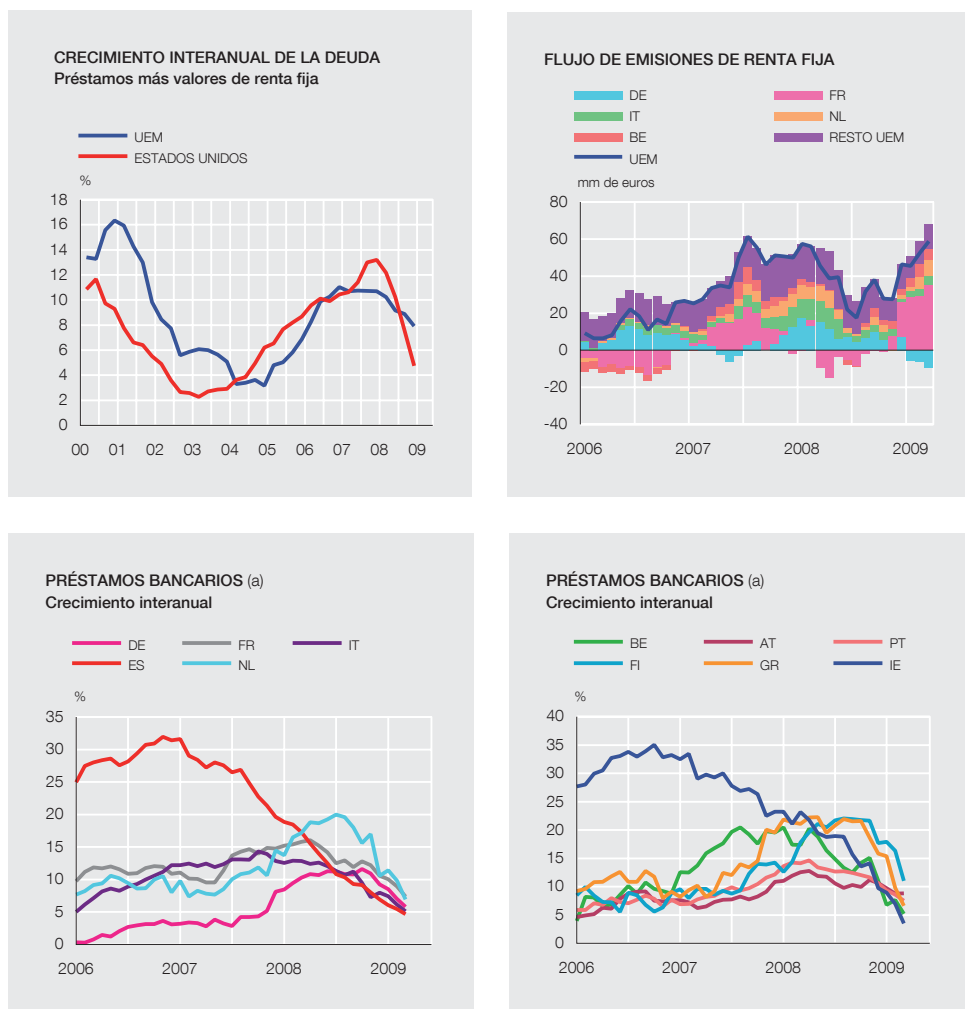 CRECIMIENTO INTERANUAL DE LA DEUDA
Préstamos más valores de renta fija
UEM
ESTADOS UNIDOS
%
18
16
14
12
10
8
6
4
2
0
00 01 02 03 04 05 06 07 08 09
FLUJO DE EMISIONES DE RENTA FIJA
DE FR
IT NL
BE RESTO UEM
UEM
mm de euros
80
60
40
20
0
-20
-40
2006 2007 2008 2009
PRÉSTAMOS BANCARIOS (a)
Crecimiento interanual
DE FR IT
ES NL
%
35
30
25
20
15
10
5
0
2006 2007 2008 2009
PRÉSTAMOS BANCARIOS (a)
Crecimiento interanual
BE AT PT
FI GR IE
%
40
35
30
25
20
15
10
5
0
2006 2007 2008 2009